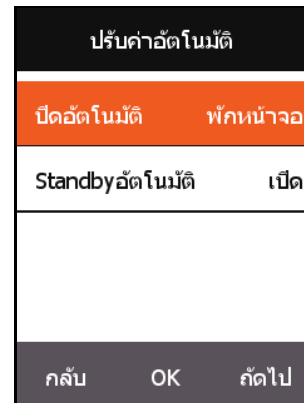 ปรับค่าอัตโนมัติ
ปิดอัตโนมัติ พักหน้าจอ
Standbyอัตโนมัติ เปิด
กลับ OK ถัดไป